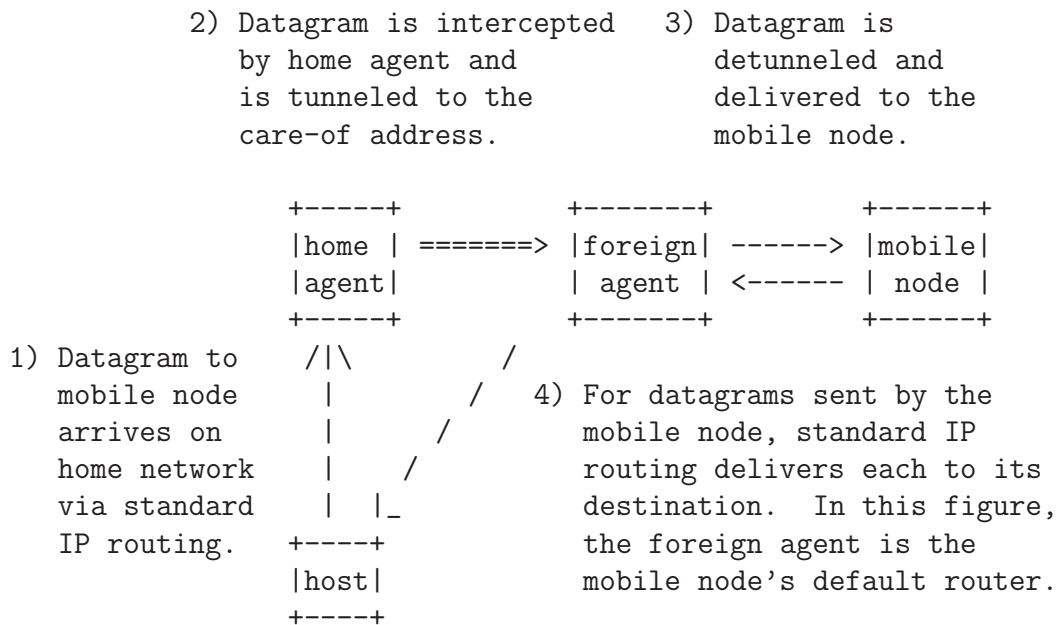 2) Datagram is intercepted   3) Datagram is
   by home agent and            detunneled and
   is tunneled to the           delivered to the
   care-of address.             mobile node.

      +-----+          +-------+         +------+
      |home | =======> |foreign| ------> |mobile|
      |agent|          | agent | <------ | node |
      +-----+          +-------+         +------+
1) Datagram to    /|\         /
   mobile node     |        /   4) For datagrams sent by the
   arrives on      |      /        mobile node, standard IP
   home network    |    /          routing delivers each to its
   via standard    |  |_           destination.  In this figure,
   IP routing.   +----+            the foreign agent is the
                 |host|            mobile node's default router.
                 +----+